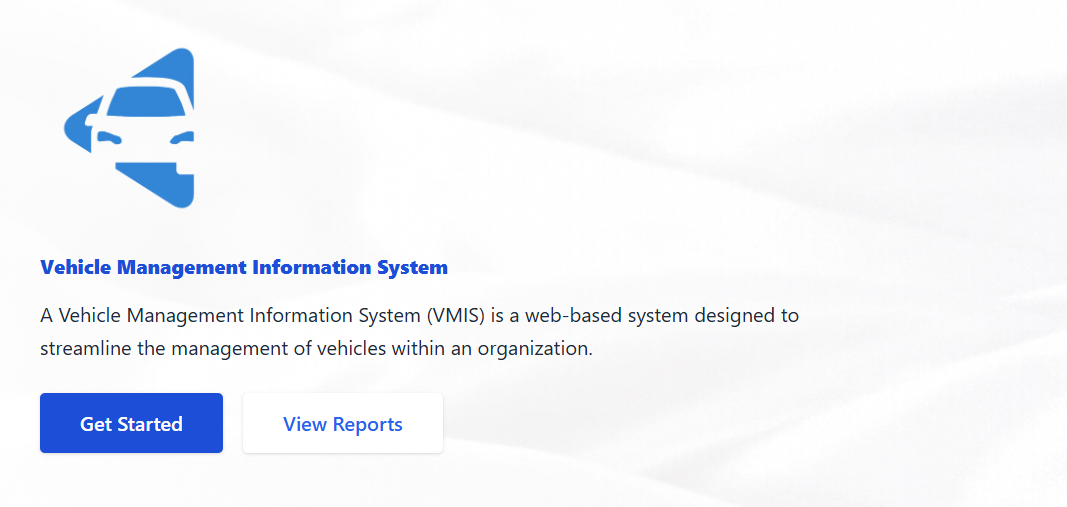 Vehicle Management Information System
A Vehicle Management Information System (VMIS) is a web-based system designed to
streamline the management of vehicles within an organization.
Get Started
View Reports